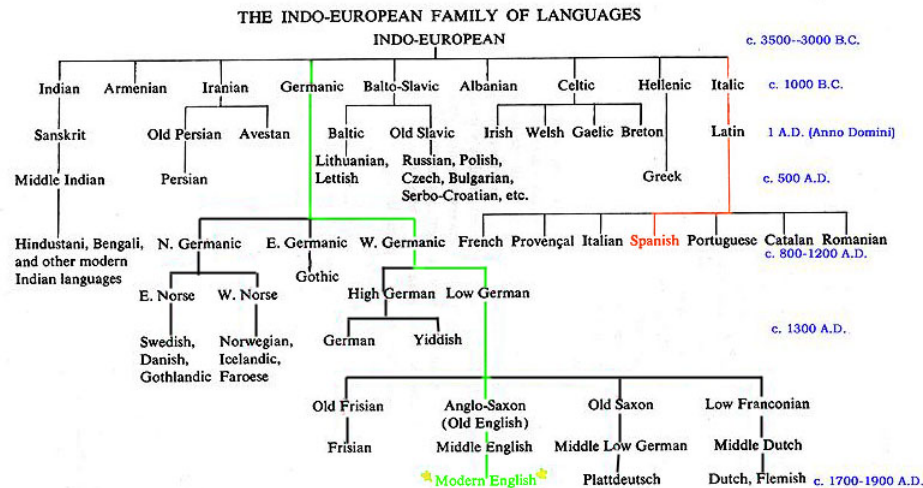 THE INDO-EUROPEAN FAMILY OF LANGUAGES
INDO-EUROPEAN
c. 3500--3000 B.C.
Indian Armenian Iranian Germanic Balto-Slavic Albanian Celtic Hellenic Italic c. 1000 B.C.
Sanskrit Old Persian Avestan Baltic Old Slavic Irish Welsh Gaelic Breton Latin 1 A.D. (Anno Domini)
Lithuanian, Russian, Polish,
Middle Indian Persian Lettish Czech, Bulgarian, Greek c. 500 A.D.
Serbo-Croatian, etc.
Hindustani, Bengali, N. Germanic E. Germanic W. Germanic French Provençal Italian Spanish Portuguese Catalan Romanian
and other modern c. 800-1200 A.D.
Indian languages Gothic
E. Norse W. Norse High German Low German
c. 1300 A.D.
Swedish, Norwegian, German Yiddish
Danish, Icelandic,
Gothlandic Faroese
Old Frisian Anglo-Saxon Old Saxon Low Franconian
(Old English)
Frisian Middle English Middle Low German Middle Dutch
*Modern English* Plattdeutsch Dutch, Flemish c. 1700-1900 A.D.